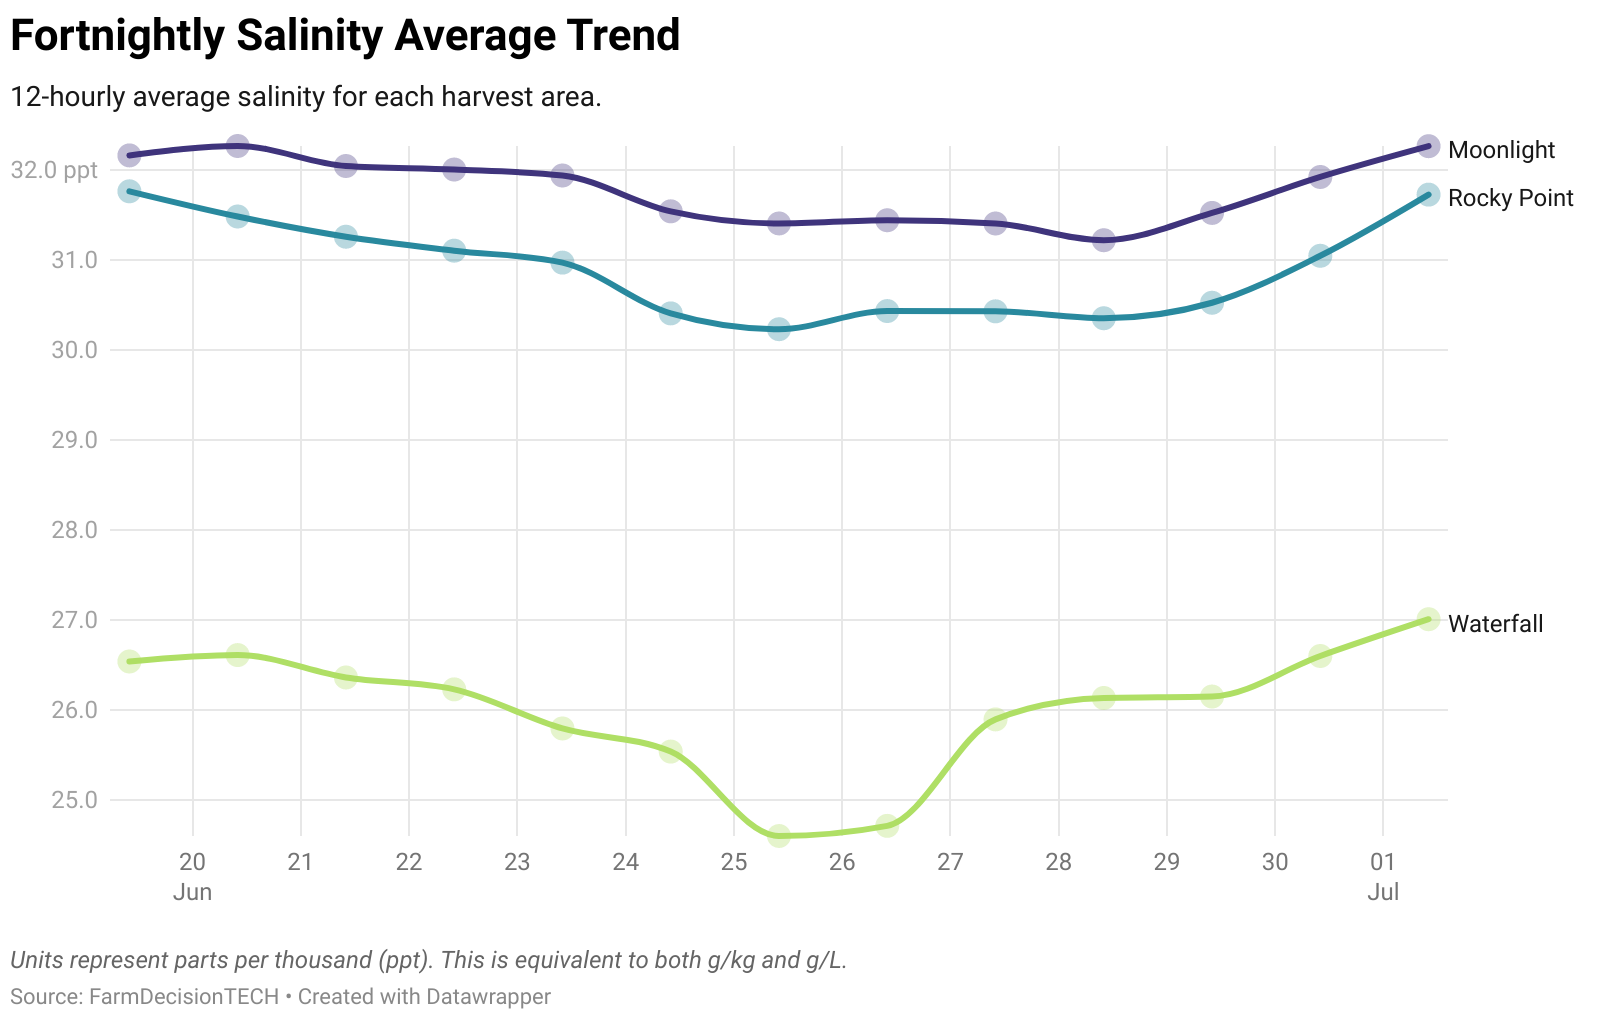 Fortnightly Salinity Average Trend
12-hourly average salinity for each harvest area.
Moonlight
32.0 ppt
Rocky Point
31.0
30.0
29.0
28.0
27.0
Waterfall
26.0
25.0
20 21 22 23 24 25 26 27 28 29 30 01
Jun Jul
Units represent parts per thousand (ppt). This is equivalent to both g/kg and g/L.
Source: FarmDecisionTECH • Created with Datawrapper